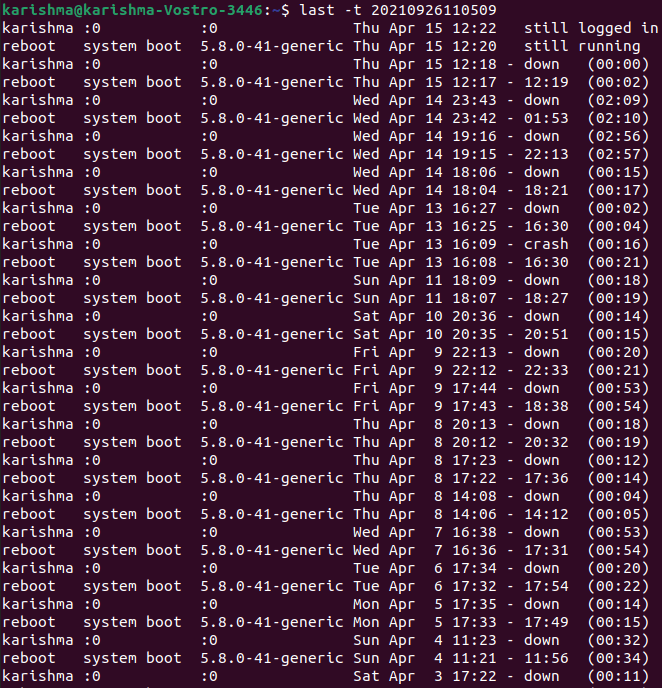 karishma@karishma-Vostro-3446:~$ last -t 20210926110509
karishma :0           :0               Thu Apr 15 12:22   still logged in
reboot   system boot  5.8.0-41-generic Thu Apr 15 12:20   still running
karishma :0           :0               Thu Apr 15 12:18 - down   (00:00)
reboot   system boot  5.8.0-41-generic Thu Apr 15 12:17 - 12:19  (00:02)
karishma :0           :0               Wed Apr 14 23:43 - down   (02:09)
reboot   system boot  5.8.0-41-generic Wed Apr 14 23:42 - 01:53  (02:10)
karishma :0           :0               Wed Apr 14 19:16 - down   (02:56)
reboot   system boot  5.8.0-41-generic Wed Apr 14 19:15 - 22:13  (02:57)
karishma :0           :0               Wed Apr 14 18:06 - down   (00:15)
reboot   system boot  5.8.0-41-generic Wed Apr 14 18:04 - 18:21  (00:17)
karishma :0           :0               Tue Apr 13 16:27 - down   (00:02)
reboot   system boot  5.8.0-41-generic Tue Apr 13 16:25 - 16:30  (00:04)
karishma :0           :0               Tue Apr 13 16:09 - crash  (00:16)
reboot   system boot  5.8.0-41-generic Tue Apr 13 16:08 - 16:30  (00:21)
karishma :0           :0               Sun Apr 11 18:09 - down   (00:18)
reboot   system boot  5.8.0-41-generic Sun Apr 11 18:07 - 18:27  (00:19)
karishma :0           :0               Sat Apr 10 20:36 - down   (00:14)
reboot   system boot  5.8.0-41-generic Sat Apr 10 20:35 - 20:51  (00:15)
karishma :0           :0               Fri Apr  9 22:13 - down   (00:20)
reboot   system boot  5.8.0-41-generic Fri Apr  9 22:12 - 22:33  (00:21)
karishma :0           :0               Fri Apr  9 17:44 - down   (00:53)
reboot   system boot  5.8.0-41-generic Fri Apr  9 17:43 - 18:38  (00:54)
karishma :0           :0               Thu Apr  8 20:13 - down   (00:18)
reboot   system boot  5.8.0-41-generic Thu Apr  8 20:12 - 20:32  (00:19)
karishma :0           :0               Thu Apr  8 17:23 - down   (00:12)
reboot   system boot  5.8.0-41-generic Thu Apr  8 17:22 - 17:36  (00:14)
karishma :0           :0               Thu Apr  8 14:08 - down   (00:04)
reboot   system boot  5.8.0-41-generic Thu Apr  8 14:06 - 14:12  (00:05)
karishma :0           :0               Wed Apr  7 16:38 - down   (00:53)
reboot   system boot  5.8.0-41-generic Wed Apr  7 16:36 - 17:31  (00:54)
karishma :0           :0               Tue Apr  6 17:34 - down   (00:20)
reboot   system boot  5.8.0-41-generic Tue Apr  6 17:32 - 17:54  (00:22)
karishma :0           :0               Mon Apr  5 17:35 - down   (00:14)
reboot   system boot  5.8.0-41-generic Mon Apr  5 17:33 - 17:49  (00:15)
karishma :0           :0               Sun Apr  4 11:23 - down   (00:32)
reboot   system boot  5.8.0-41-generic Sun Apr  4 11:21 - 11:56  (00:34)
karishma :0           :0               Sat Apr  3 17:22 - down   (00:11)